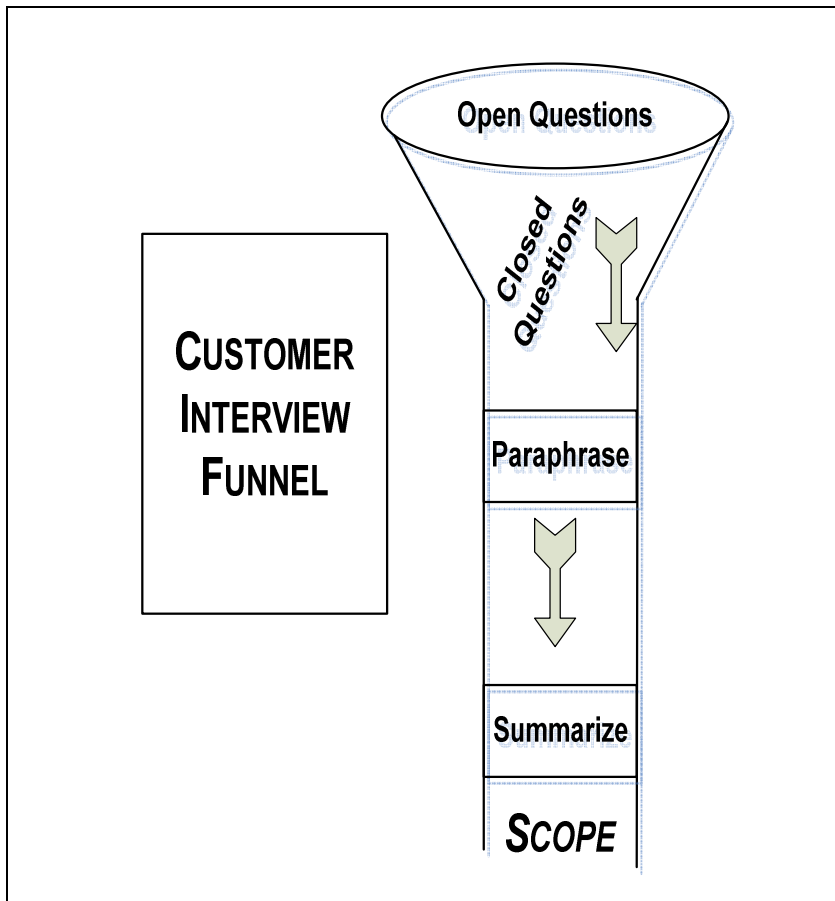 Open Questions
Closed
Questions
CUSTOMER
INTERVIEW
FUNNEL
Paraphrase
Summarize
SCOPE